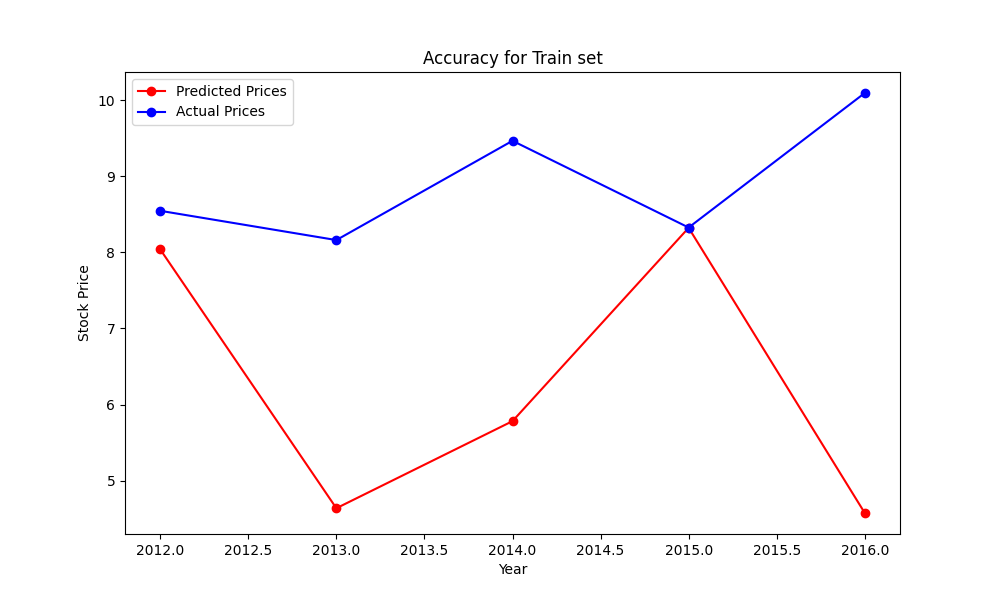 Accuracy for Train set
Predicted Prices
Actual Prices
10
9
8
7
6
5
Stock Price
2012.0 2012.5 2013.0 2013.5 2014.0 2014.5 2015.0 2015.5 2016.0
Year